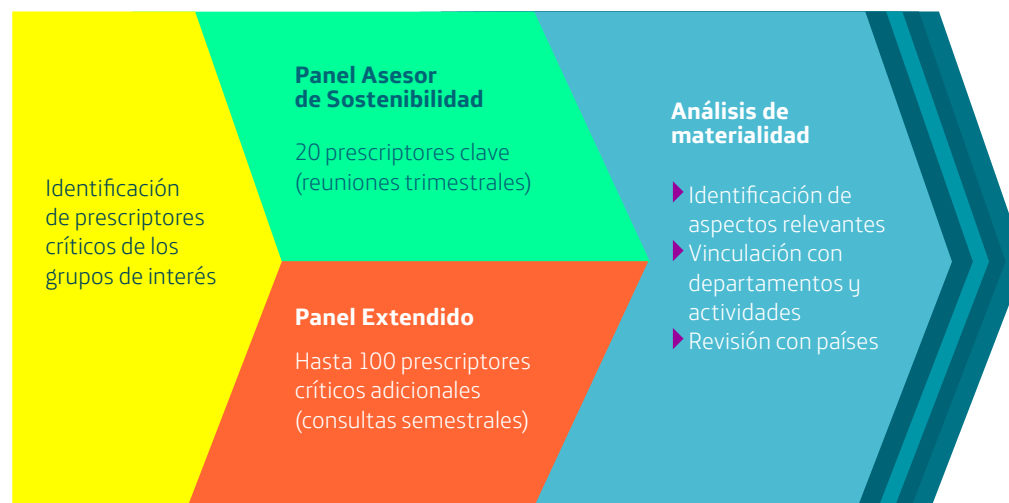 Identificación
de prescriptores
críticos de los
grupos de interés
Panel Asesor
de Sostenibilidad
20 prescriptores clave
(reuniones trimestrales)
Panel Extendido
Hasta 100 prescriptores
críticos adicionales
(consultas semestrales)
Análisis de
materialidad
Identificación de
aspectos relevantes
Vinculación con
departamentos y
actividades
Revisión con países